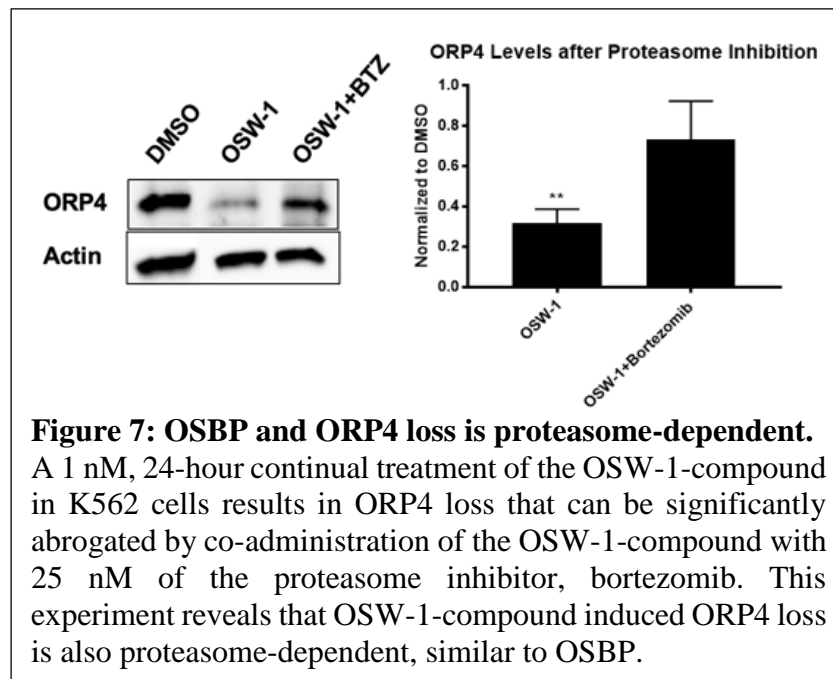 ORP4 Levels after Proteasome Inhibition
DMSO
OSW-1
OSW-1+BTZ
ORP4
Actin
Normalized to DMSO
1.0
0.8
0.6
0.4
0.2
0.0
**
OSW-1
OSW-1+Bortezomib
Figure 7: OSBP and ORP4 loss is proteasome-dependent.
A 1 nM, 24-hour continual treatment of the OSW-1-compound
in K562 cells results in ORP4 loss that can be significantly
abrogated by co-administration of the OSW-1-compound with
25 nM of the proteasome inhibitor, bortezomib. This
experiment reveals that OSW-1-compound induced ORP4 loss
is also proteasome-dependent, similar to OSBP.